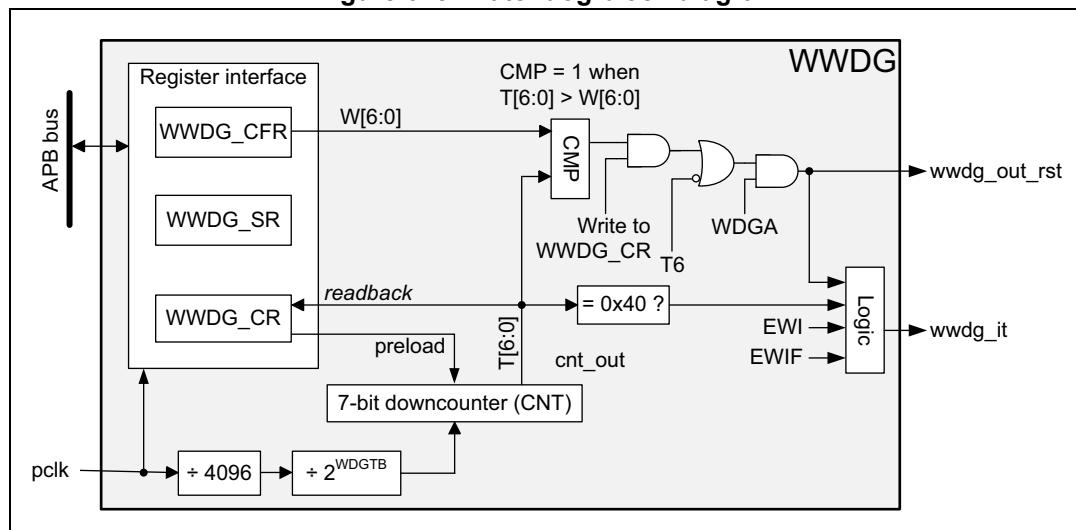 WWDG
Register interface
CMP = 1 when
T[6:0] > W[6:0]
APB bus
WWDG_CFR
W[6:0]
CMP
wwdg_out_rst
WWDG_SR
Write to
WWDG_CR
T6
WDGA
readback
= 0x40 ?
Logic
WWDG_CR
preload
T[6:0]
cnt_out
EWI
EWIF
wwdg_it
7-bit downcounter (CNT)
pclk
÷ 4096
÷ 2^WDGTB